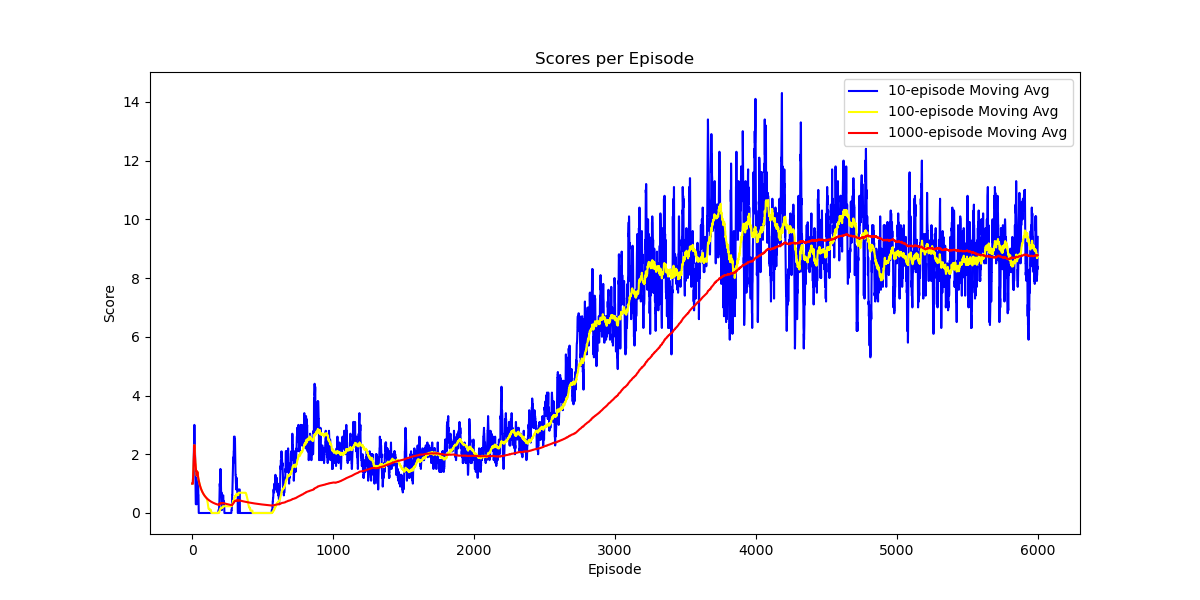 Scores per Episode
10-episode Moving Avg
100-episode Moving Avg
1000-episode Moving Avg
Score
14
12
10
8
6
4
2
0
0 1000 2000 3000 4000 5000 6000
Episode